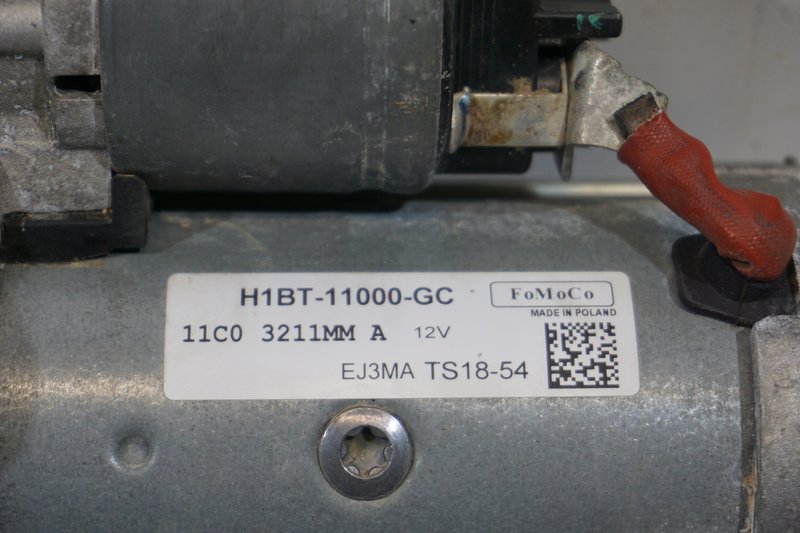 H1BT-11000-GC
FoMoCo
MADE IN POLAND
11C0 3211MM A 12V
EJ3MA TS18-54